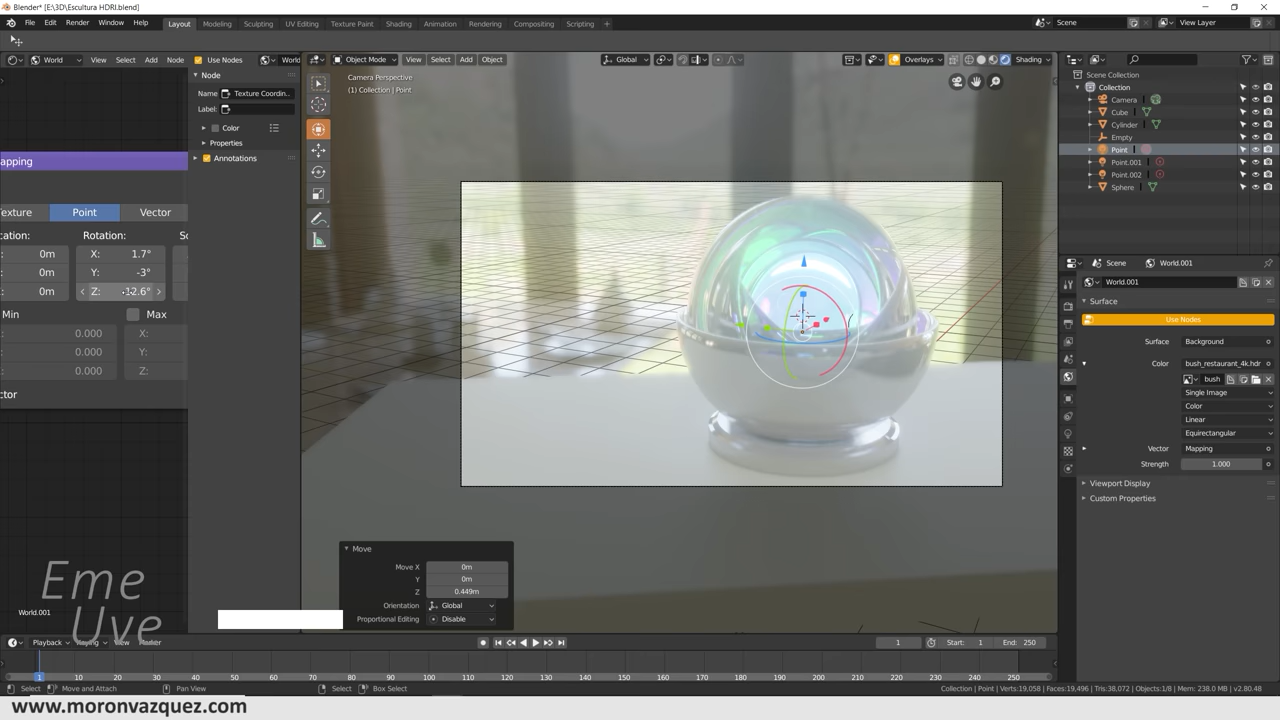 Blender* [E:\3D\Escultura HDRI.blend]
File Edit Render Window Help
Layout Modeling Sculpting UV Editing Texture Paint Shading Animation Rendering Compositing Scripting +
Scene
View Layer
World View Select Add Node Use Nodes World
Object Mode View Select Add Object Global Overlays Shading
Camera Perspective
(1) Collection | Point
Node
Name Texture Coordin..
Label:
Color
Properties
Annotations
apping
exture Point Vector
cation: Rotation: Sc
0m X: 1.7°
0m Y: -3°
0m Z: -32.6°
Min Max
0.000 X:
0.000 Y:
0.000 Z:
ctor
Scene Collection
Collection
Camera
Cube
Cylinder
Empty
Point
Point.001
Point.002
Sphere
Scene World.001
World.001
Surface
Use Nodes
Surface Background
Color bush_restaurant_4k.hdr
bush
Single Image
Color
Linear
Equirectangular
Vector Mapping
Strength 1.000
Viewport Display
Custom Properties
Move
Move X 0m
Y 0m
Z 0.449m
Orientation Global
Proportional Editing Disable
Eme
Uve
World.001
Playback Keying View Marker 1 Start: 1 End: 250
1 10 20 30 40 50 60 70 80 90 100 110 120 130 140 150 160 170 180 190 200 210 220 230 240 250
Select Move and Attach Pan View Select Box Select
Collection | Point | Verts:19,058 | Faces:19,496 | Tris:38,072 | Objects:1/8 | Mem: 238.0 MB | v2.80.48
www.moronvazquez.com